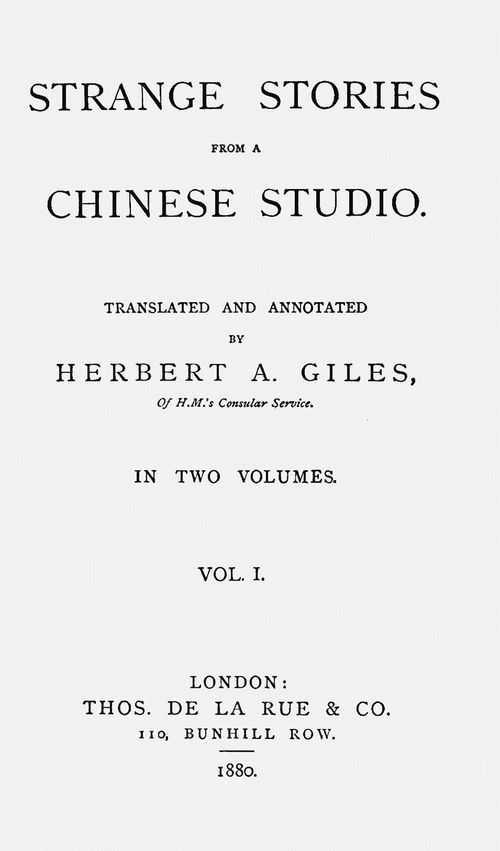 STRANGE STORIES
FROM A
CHINESE STUDIO.
TRANSLATED AND ANNOTATED
BY
HERBERT A. GILES,
Of H.M.'s Consular Service.
IN TWO VOLUMES.
VOL. I.
LONDON:
THOS. DE LA RUE & CO.
110, BUNHILL ROW.
1880.